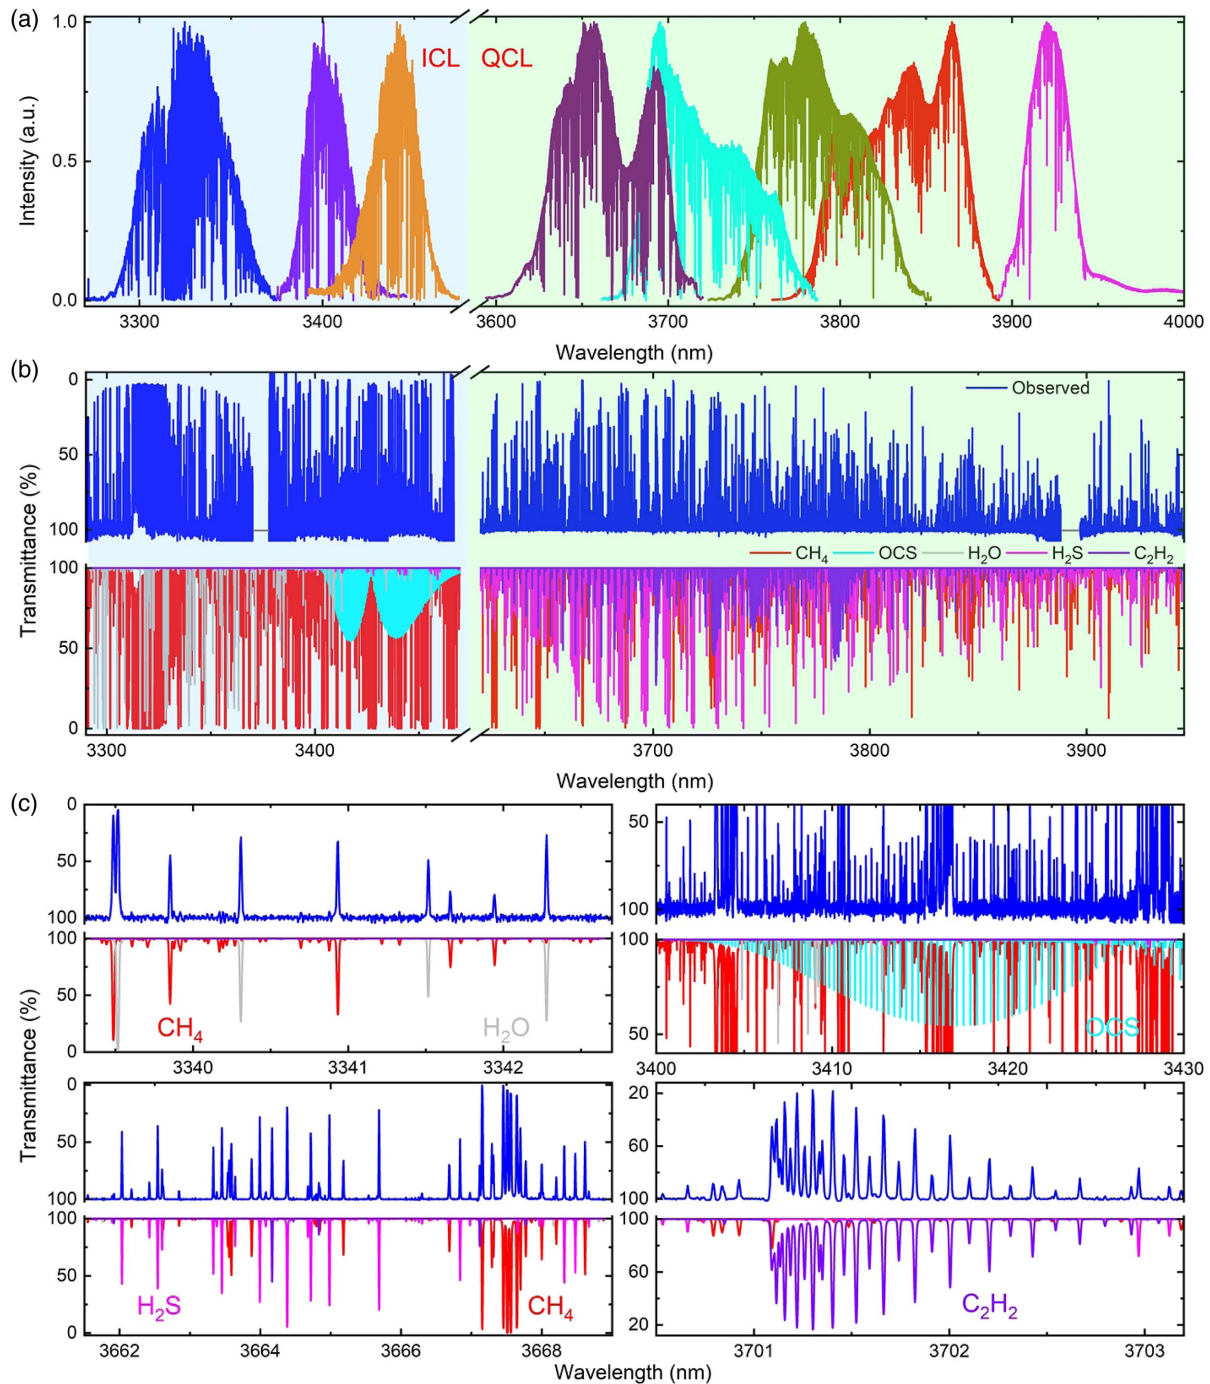 (a)
Intensity (a.u.)
1.0
0.5
0.0
ICL QCL
3300 3400 3600 3700 3800 3900 4000
Wavelength (nm)
(b)
Transmittance (%)
0
50
100
Observed
CH₄ OCS H₂O H₂S C₂H₂
100
50
0
3300 3400 3700 3800 3900
Wavelength (nm)
(c)
Transmittance (%)
0
50
100
100
50
0
CH₄ H₂O
3340 3341 3342
50
100
100
50
OCS
3400 3410 3420 3430
Transmittance (%)
0
50
100
100
50
0
H₂S CH₄
3662 3664 3666 3668
20
60
100
100
60
20
C₂H₂
3701 3702 3703
Wavelength (nm)